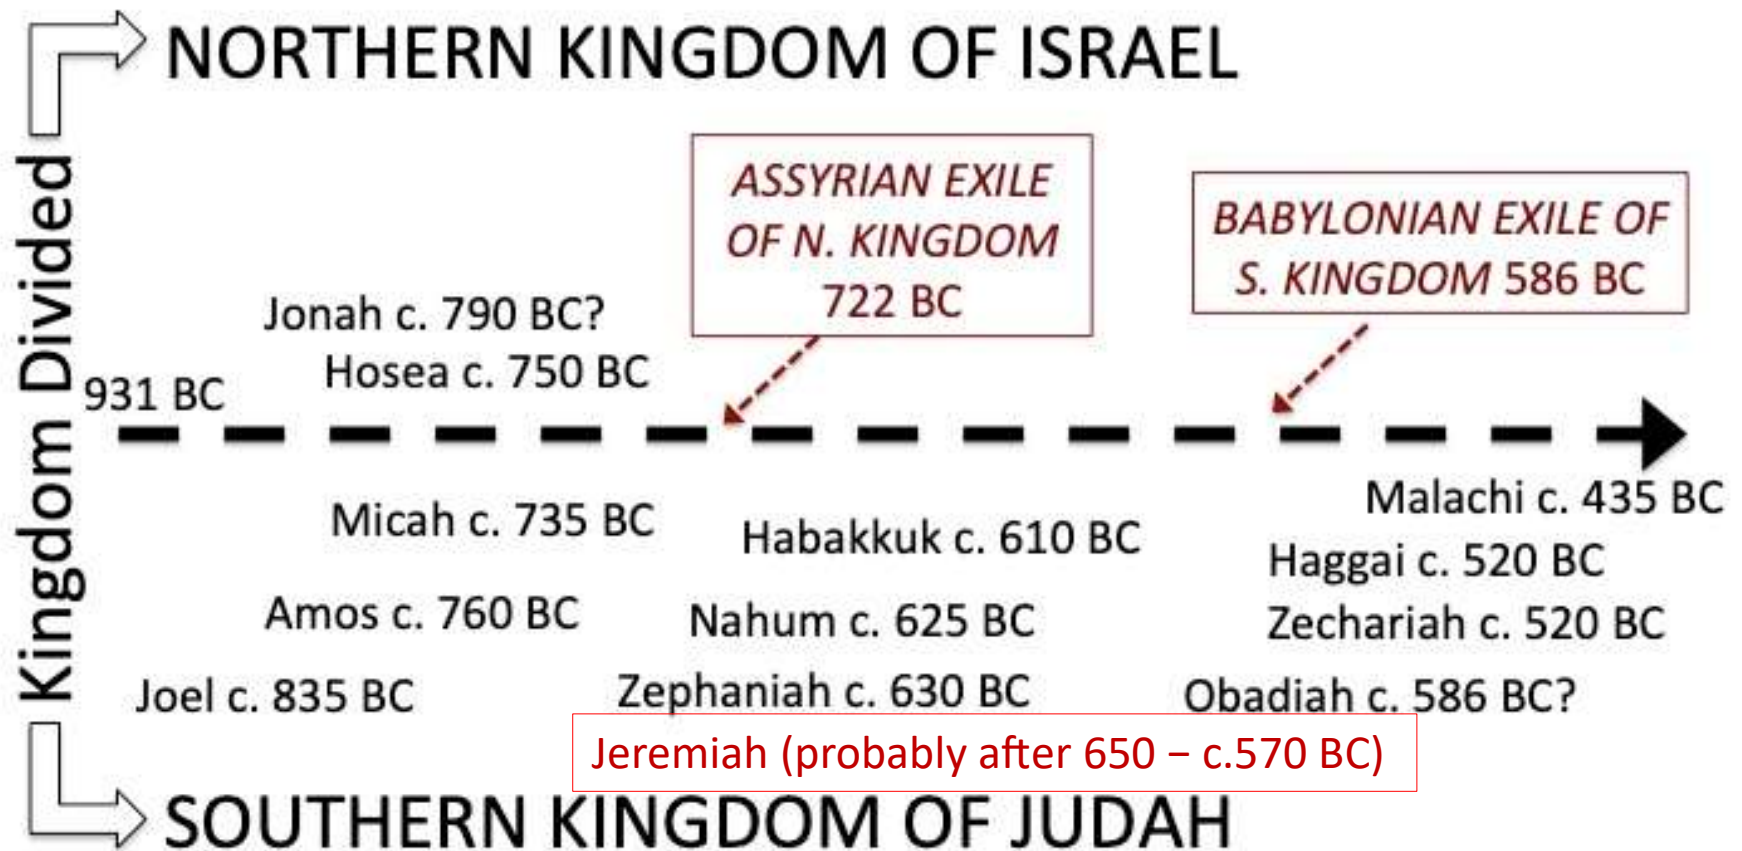 NORTHERN KINGDOM OF ISRAEL
Kingdom Divided
ASSYRIAN EXILE
OF N. KINGDOM
722 BC
BABYLONIAN EXILE OF
S. KINGDOM 586 BC
Jonah c. 790 BC?
Hosea c. 750 BC
931 BC
Malachi c. 435 BC
Micah c. 735 BC
Habakkuk c. 610 BC
Haggai c. 520 BC
Amos c. 760 BC
Nahum c. 625 BC
Zechariah c. 520 BC
Joel c. 835 BC
Zephaniah c. 630 BC
Obadiah c. 586 BC?
Jeremiah (probably after 650 – c.570 BC)
SOUTHERN KINGDOM OF JUDAH